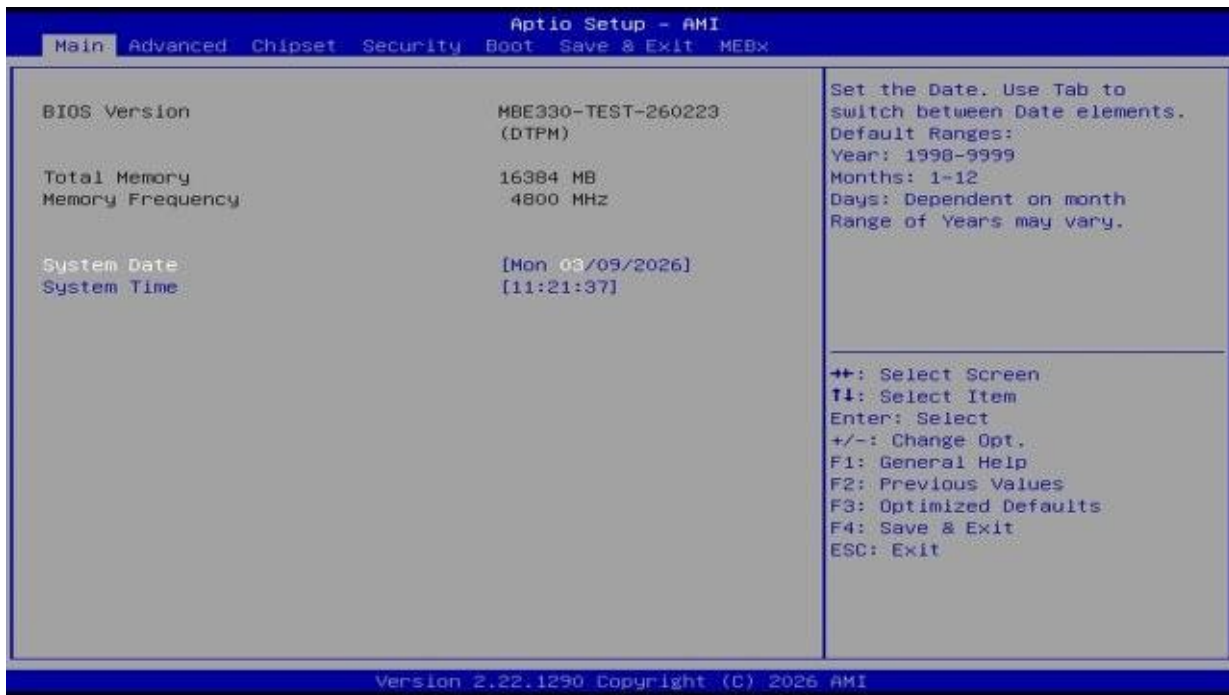 Aptio Setup - AMI
Main Advanced Chipset Security Boot Save & Exit MEBx
BIOS Version MBE330-TEST-260223
(DTPM)
Total Memory 16384 MB
Memory Frequency 4800 MHz
System Date [Mon 03/09/2026]
System Time [11:21:37]
Set the Date. Use Tab to
switch between Date elements.
Default Ranges:
Year: 1998-9999
Months: 1-12
Days: Dependent on month
Range of Years may vary.
→←: Select Screen
↑↓: Select Item
Enter: Select
+/-: Change Opt.
F1: General Help
F2: Previous Values
F3: Optimized Defaults
F4: Save & Exit
ESC: Exit
Version 2.22.1290 Copyright (C) 2026 AMI